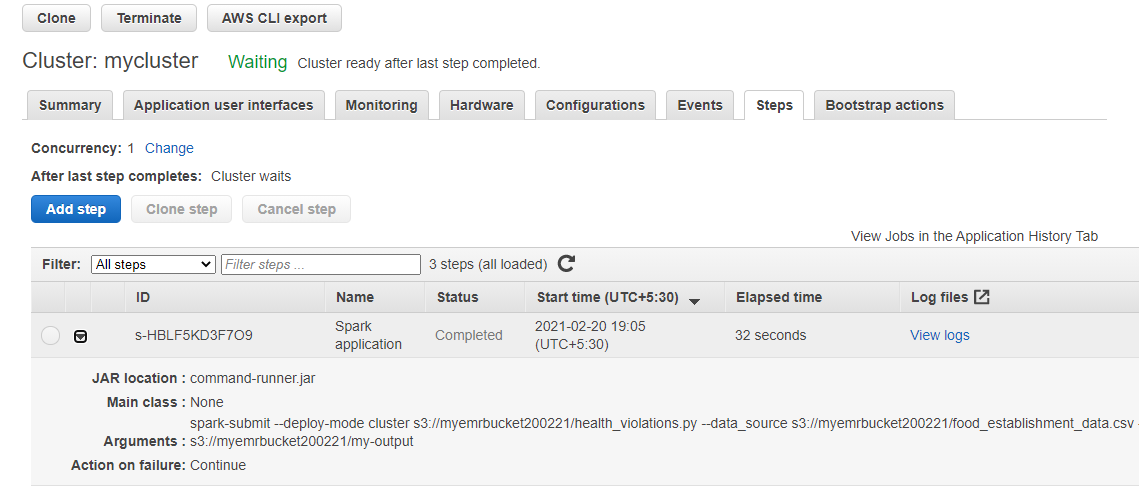 Clone Terminate AWS CLI export
Cluster: mycluster Waiting Cluster ready after last step completed.
Summary Application user interfaces Monitoring Hardware Configurations Events Steps Bootstrap actions
Concurrency: 1 Change
After last step completes: Cluster waits
Add step Clone step Cancel step
View Jobs in the Application History Tab
Filter: All steps Filter steps ... 3 steps (all loaded)
ID Name Status Start time (UTC+5:30) Elapsed time Log files
s-HBLF5KD3F7O9 Spark application Completed 2021-02-20 19:05 (UTC+5:30) 32 seconds View logs
JAR location : command-runner.jar
Main class : None
spark-submit --deploy-mode cluster s3://myemrbucket200221/health_violations.py --data_source s3://myemrbucket200221/food_establishment_data.csv
Arguments : s3://myemrbucket200221/my-output
Action on failure: Continue